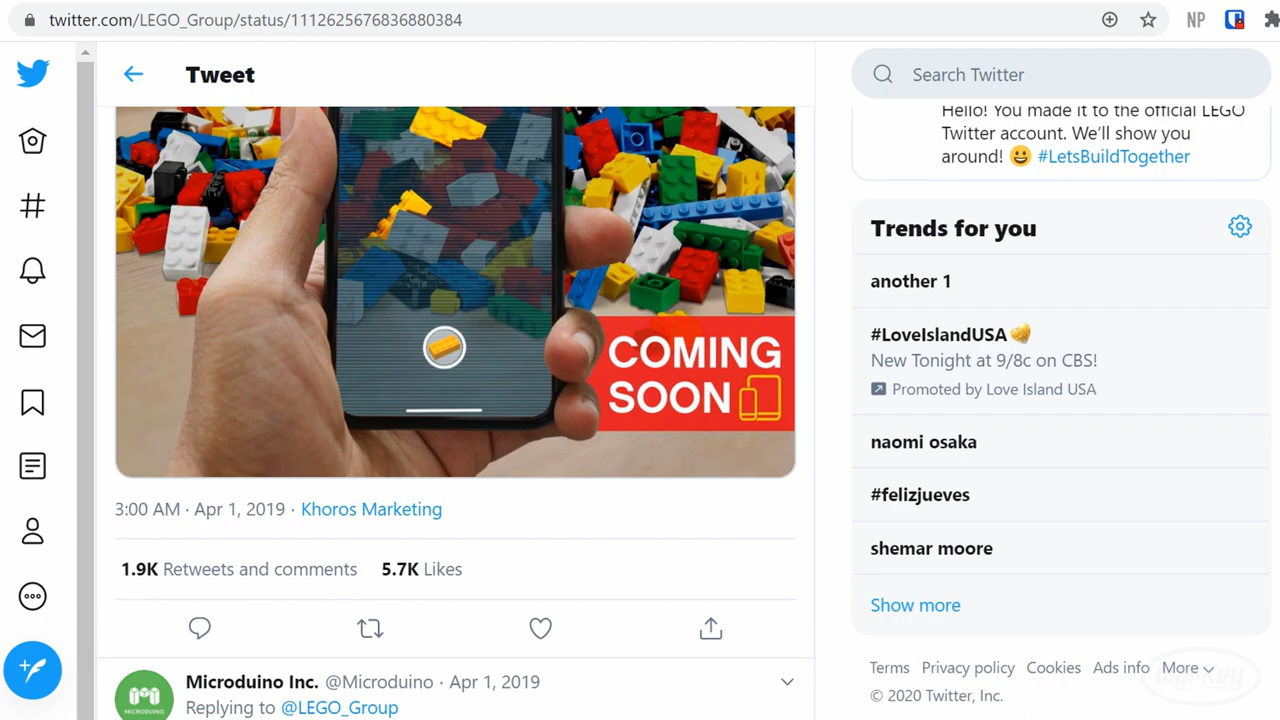 twitter.com/LEGO_Group/status/1112625676836880384
NP
Tweet
COMING
SOON
3:00 AM · Apr 1, 2019 · Khoros Marketing
1.9K Retweets and comments 5.7K Likes
MICRODUINO
Microduino Inc. @Microduino · Apr 1, 2019
Replying to @LEGO_Group
Search Twitter
Hello! You made it to the official LEGO
Twitter account. We'll show you
around! 😀 #LetsBuildTogether
Trends for you
another 1
#LoveIslandUSA
New Tonight at 9/8c on CBS!
Promoted by Love Island USA
naomi osaka
#felizjueves
shemar moore
Show more
Terms Privacy policy Cookies Ads info More
© 2020 Twitter, Inc.
Digi-Key